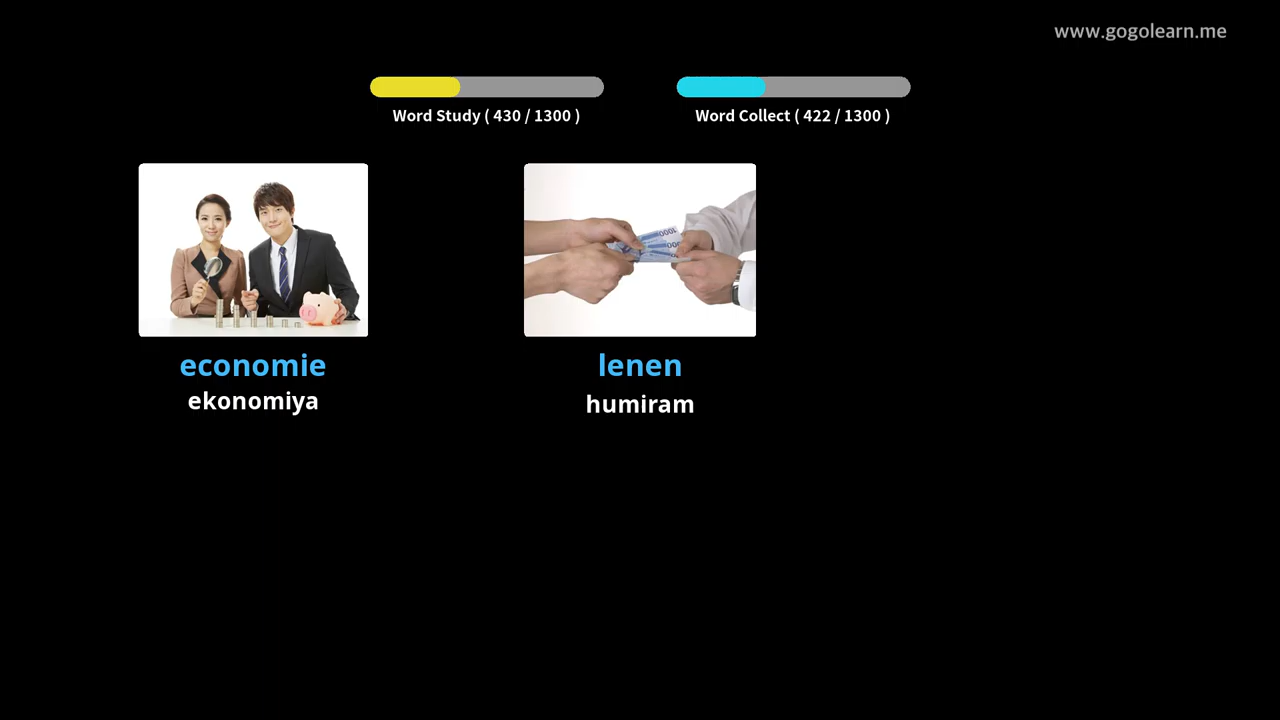 www.gogolearn.me
Word Study ( 430 / 1300 )
Word Collect ( 422 / 1300 )
economie
ekonomiya
lenen
humiram